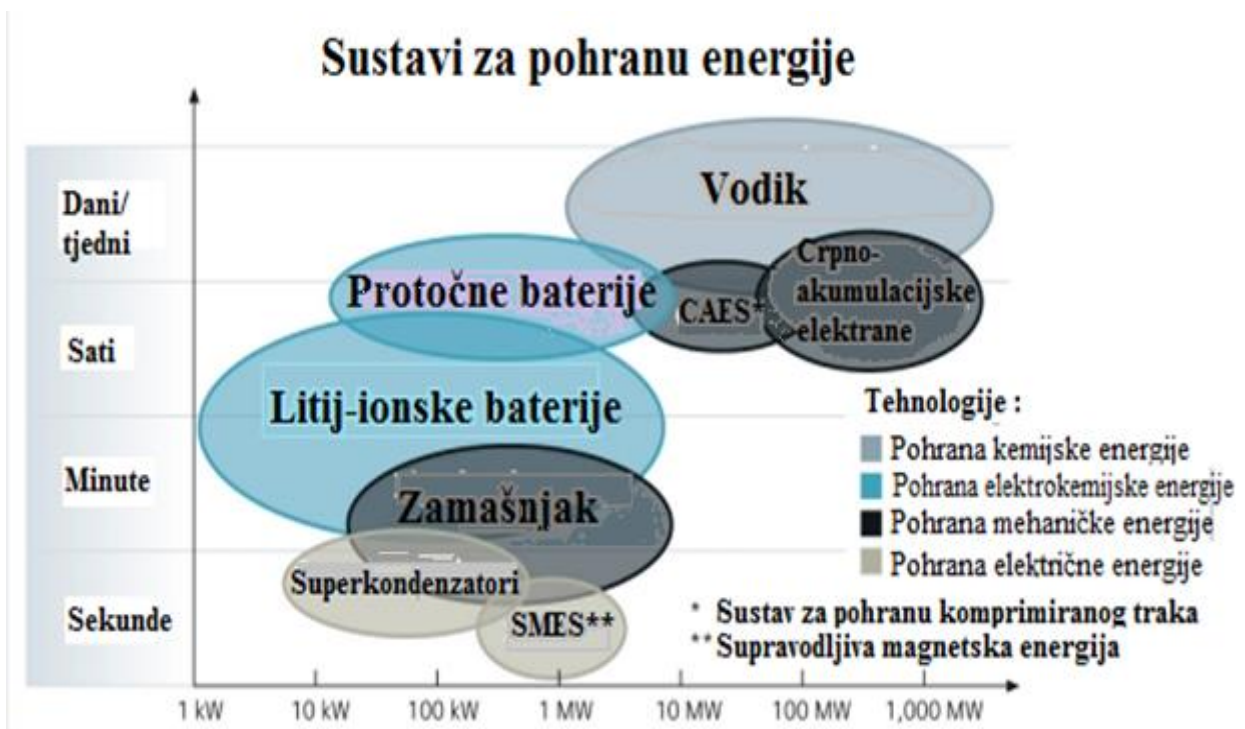 Sustavi za pohranu energije
Dani/
tjedni
Sati
Minute
Sekunde
Vodik
Protočne baterije
CAES*
Crpno-
akumulacijske
elektrane
Litij-ionske baterije
Zamašnjak
Superkondenzatori
SMES**
Tehnologije :
Pohrana kemijske energije
Pohrana elektrokemijske energije
Pohrana mehaničke energije
Pohrana električne energije
* Sustav za pohranu komprimiranog traka
** Supravodljiva magnetska energija
1 kW 10 kW 100 kW 1 MW 10 MW 100 MW 1,000 MW